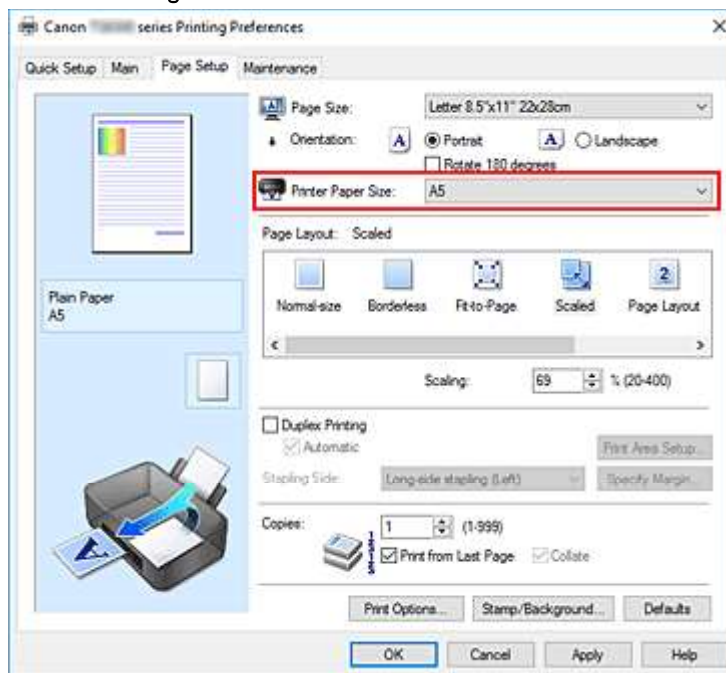 Canon series Printing Preferences
Quick Setup Main Page Setup Maintenance
Page Size: Letter 8.5"x11" 22x28cm
Orientation: A Portrait A Landscape
Rotate 180 degrees
Printer Paper Size: A5
Page Layout: Scaled
Normal-size Borderless Fit-to-Page Scaled Page Layout
Plain Paper
A5
Scaling: 69 % (20-400)
Duplex Printing
Automatic
Print Area Setup...
Stapling Side: Long-side stapling (Left) Specify Margin...
Copies: 1 (1-999)
Print from Last Page Collate
Print Options... Stamp/Background... Defaults
OK Cancel Apply Help